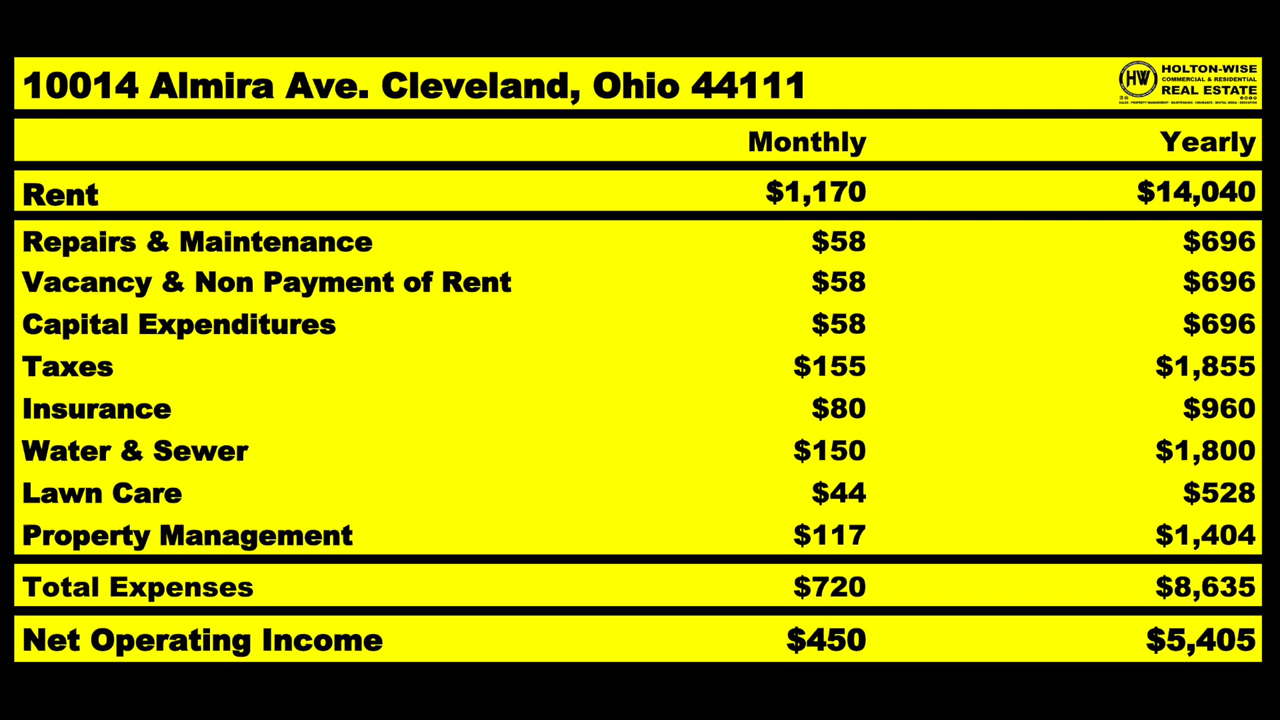 10014 Almira Ave. Cleveland, Ohio 44111
HW
HOLTON-WISE
COMMERCIAL & RESIDENTIAL
REAL ESTATE
Monthly Yearly
Rent $1,170 $14,040
Repairs & Maintenance $58 $696
Vacancy & Non Payment of Rent $58 $696
Capital Expenditures $58 $696
Taxes $155 $1,855
Insurance $80 $960
Water & Sewer $150 $1,800
Lawn Care $44 $528
Property Management $117 $1,404
Total Expenses $720 $8,635
Net Operating Income $450 $5,405